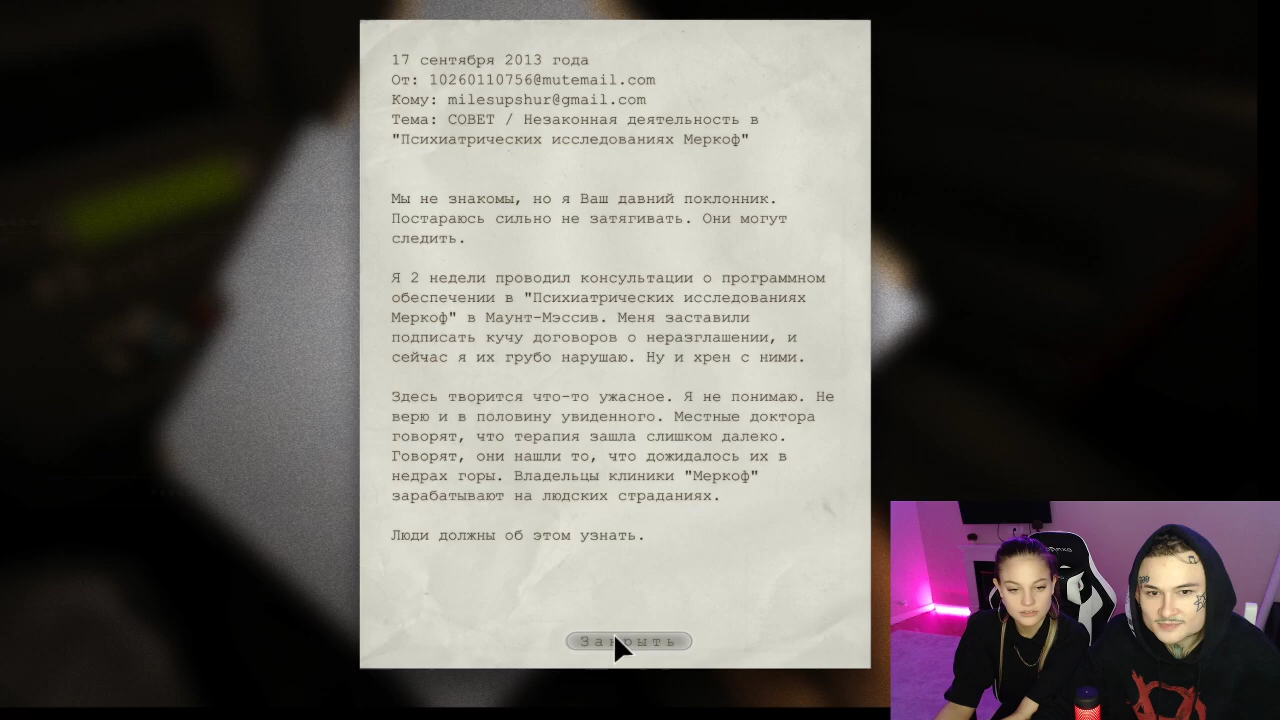 17 сентября 2013 года
От: 10260110756@mutemail.com
Кому: milesupshur@gmail.com
Тема: СОВЕТ / Незаконная деятельность в
"Психиатрических исследованиях Меркоф"
Мы не знакомы, но я Ваш давний поклонник.
Постараюсь сильно не затягивать. Они могут
следить.
Я 2 недели проводил консультации о программном
обеспечении в "Психиатрических исследованиях
Меркоф" в Маунт-Мэссив. Меня заставили
подписать кучу договоров о неразглашении, и
сейчас я их грубо нарушаю. Ну и хрен с ними.
Здесь творится что-то ужасное. Я не понимаю. Не
верю и в половину увиденного. Местные доктора
говорят, что терапия зашла слишком далеко.
Говорят, они нашли то, что дожидалось их в
недрах горы. Владельцы клиники "Меркоф"
зарабатывают на людских страданиях.
Люди должны об этом узнать.
Закрыть